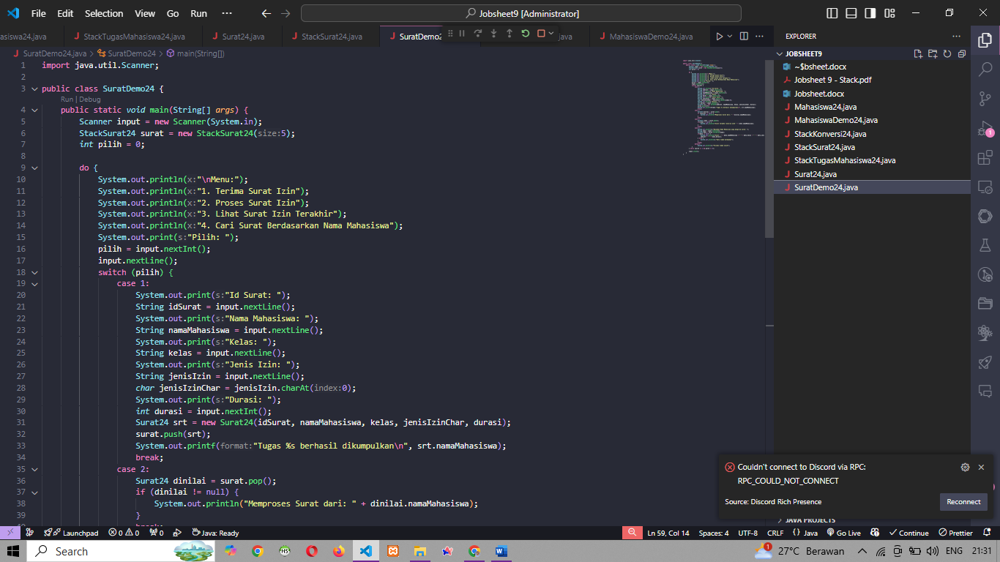 File Edit Selection View Go Run ··· Jobsheet9 [Administrator]
asiswa24.java StackTugasMahasiswa24.java Surat24.java StackSurat24.java SuratDemo2 .java MahasiswaDemo24.java EXPLORER
SuratDemo24.java > SuratDemo24 > main(String[])
1 import java.util.Scanner;
2
3 public class SuratDemo24 {
Run | Debug
4 public static void main(String[] args) {
5 Scanner input = new Scanner(System.in);
6 StackSurat24 surat = new StackSurat24(size:5);
7 int pilih = 0;
8
9 do {
10 System.out.println(x:"\nMenu:");
11 System.out.println(x:"1. Terima Surat Izin");
12 System.out.println(x:"2. Proses Surat Izin");
13 System.out.println(x:"3. Lihat Surat Izin Terakhir");
14 System.out.println(x:"4. Cari Surat Berdasarkan Nama Mahasiswa");
15 System.out.print(s:"Pilih: ");
16 pilih = input.nextInt();
17 input.nextLine();
18 switch (pilih) {
19 case 1:
20 System.out.print(s:"Id Surat: ");
21 String idSurat = input.nextLine();
22 System.out.print(s:"Nama Mahasiswa: ");
23 String namaMahasiswa = input.nextLine();
24 System.out.print(s:"Kelas: ");
25 String kelas = input.nextLine();
26 System.out.print(s:"Jenis Izin: ");
27 String jenisIzin = input.nextLine();
28 char jenisIzinChar = jenisIzin.charAt(index:0);
29 System.out.print(s:"Durasi: ");
30 int durasi = input.nextInt();
31 Surat24 srt = new Surat24(idSurat, namaMahasiswa, kelas, jenisIzinChar, durasi);
32 surat.push(srt);
33 System.out.printf(format:"Tugas %s berhasil dikumpulkan\n", srt.namaMahasiswa);
34 break;
35 case 2:
36 Surat24 dinilai = surat.pop();
37 if (dinilai != null) {
38 System.out.println("Memproses Surat dari: " + dinilai.namaMahasiswa);
39 }
JOBSHEET9
~$bsheet.docx
Jobsheet 9 - Stack.pdf
Jobsheet.docx
Mahasiswa24.java
MahasiswaDemo24.java
StackKonversi24.java
StackSurat24.java
StackTugasMahasiswa24.java
Surat24.java
SuratDemo24.java
1
Couldn't connect to Discord via RPC:
RPC_COULD_NOT_CONNECT
Source: Discord Rich Presence Reconnect
JAVA PROJECTS
Launchpad 0 0 0 Java: Ready Ln 59, Col 14 Spaces: 4 UTF-8 CRLF {} Java Go Live Continue Prettier
Search 1 27°C Berawan ENG 21:31